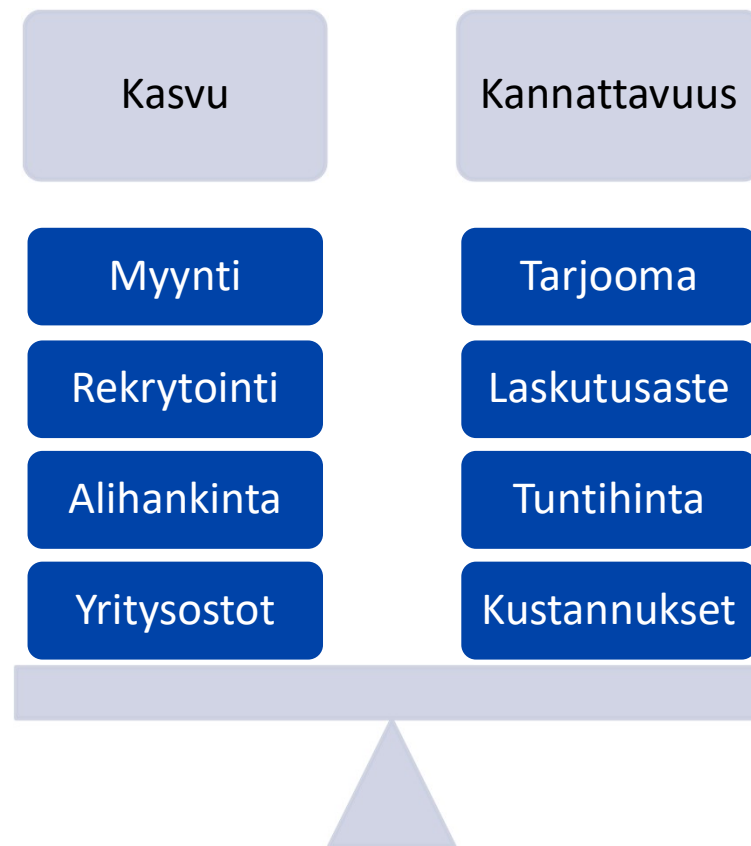 Kasvu
Kannattavuus
Myynti
Tarjooma
Rekrytointi
Laskutusaste
Alihankinta
Tuntihinta
Yritysostot
Kustannukset